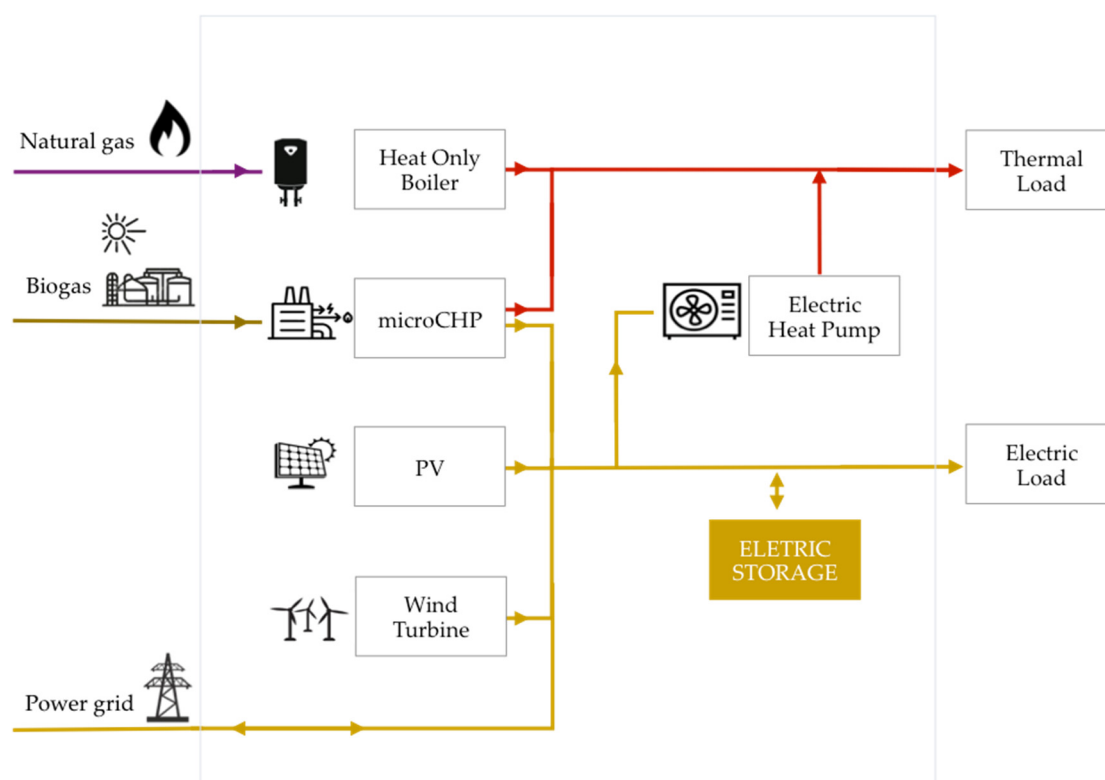 Natural gas
Heat Only
Boiler
Thermal
Load
Biogas
microCHP
Electric
Heat Pump
PV
Electric
Load
ELETRIC
STORAGE
Wind
Turbine
Power grid